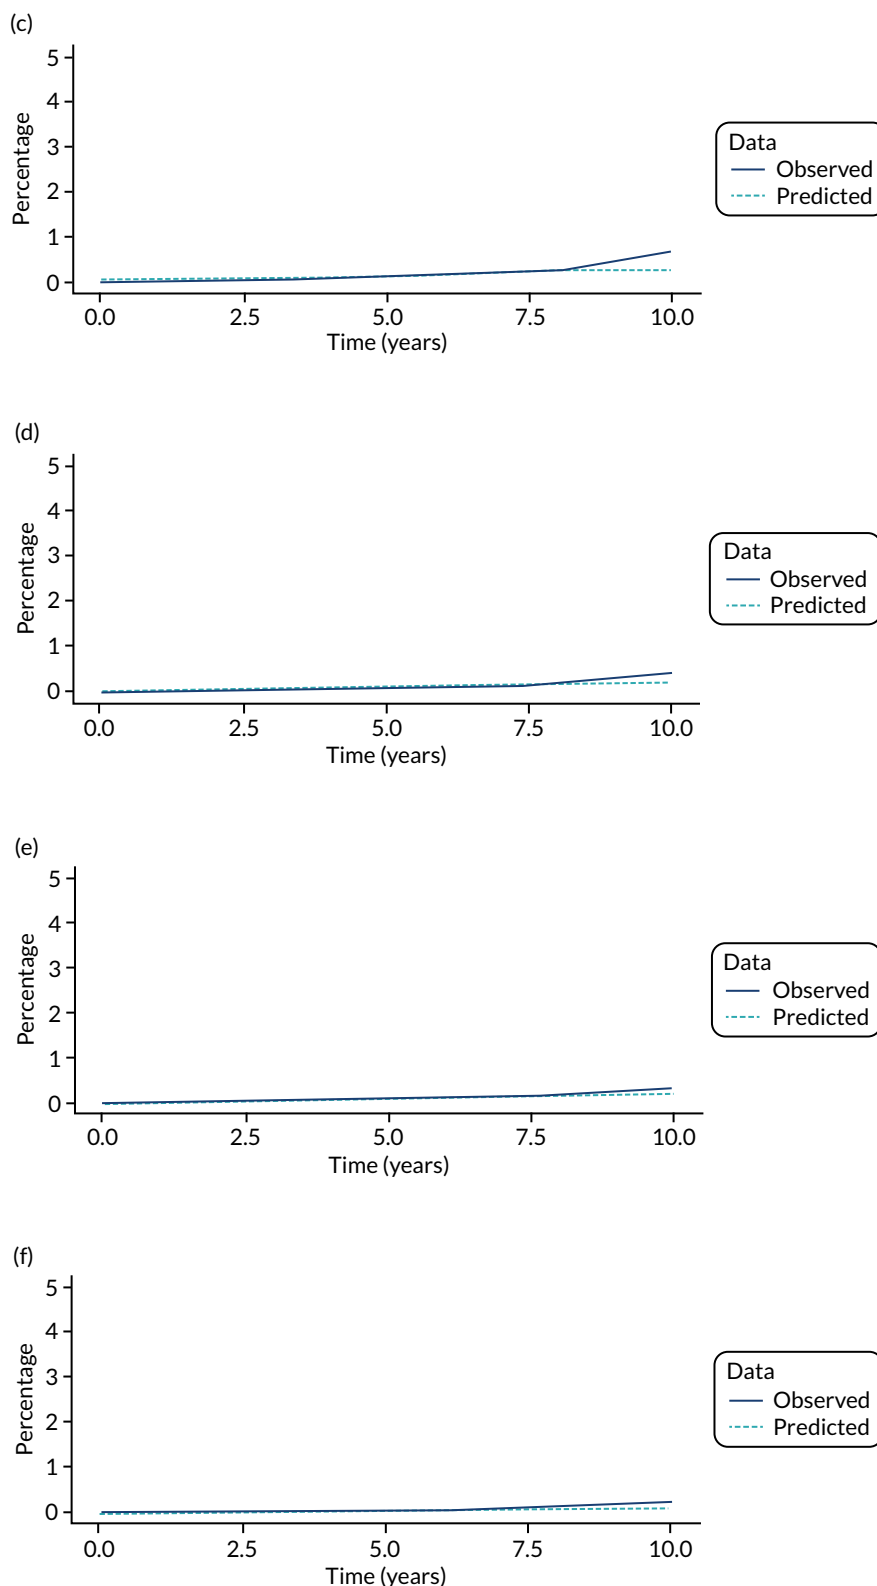 (c)
5
4
3
2
1
0
Percentage
0.0 2.5 5.0 7.5 10.0
Time (years)
Data
Observed
Predicted
(d)
5
4
3
2
1
0
Percentage
0.0 2.5 5.0 7.5 10.0
Time (years)
Data
Observed
Predicted
(e)
5
4
3
2
1
0
Percentage
0.0 2.5 5.0 7.5 10.0
Time (years)
Data
Observed
Predicted
(f)
5
4
3
2
1
0
Percentage
0.0 2.5 5.0 7.5 10.0
Time (years)
Data
Observed
Predicted